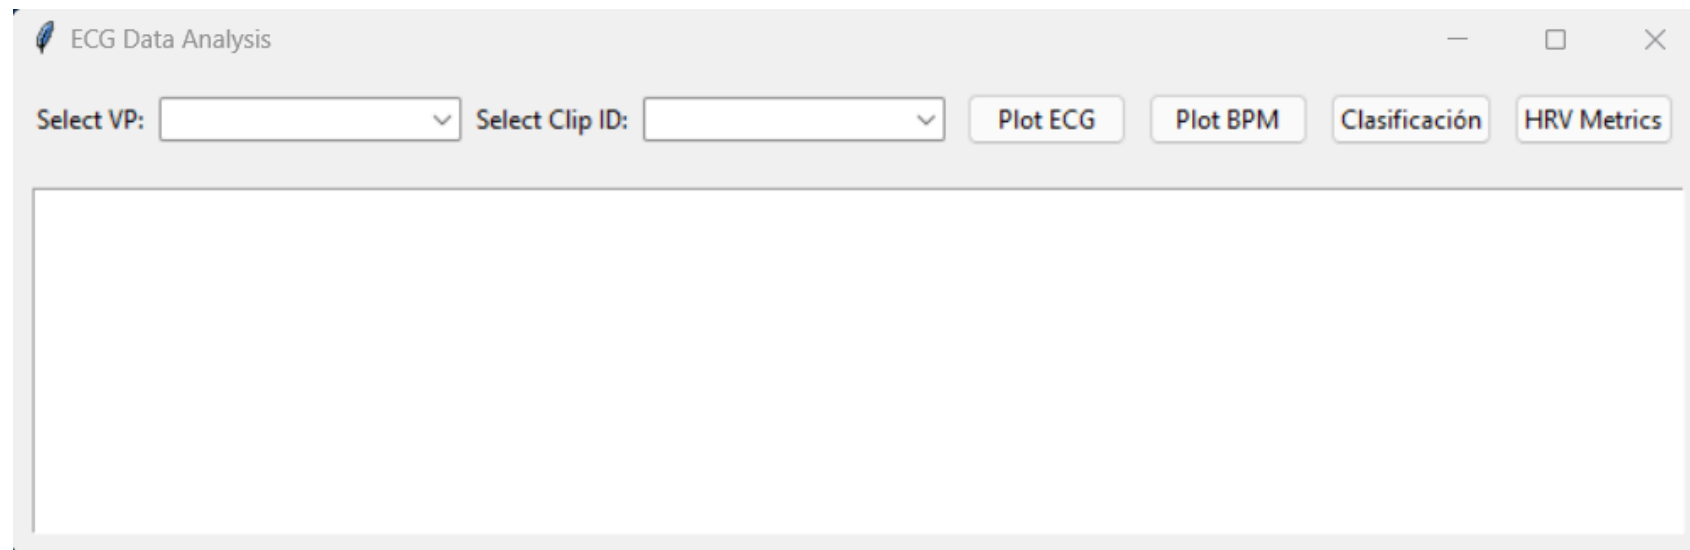 ECG Data Analysis
Select VP: Select Clip ID: Plot ECG Plot BPM Clasificación HRV Metrics